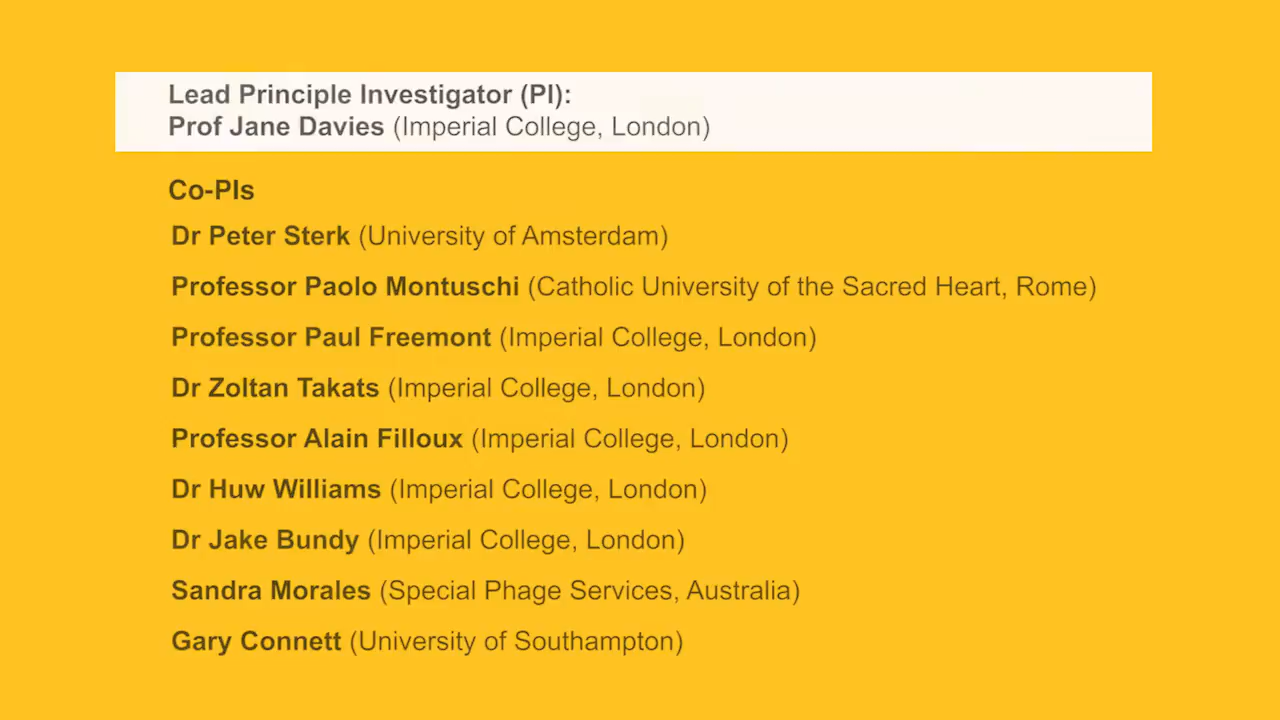 Lead Principle Investigator (PI):
Prof Jane Davies (Imperial College, London)
Co-PIs
Dr Peter Sterk (University of Amsterdam)
Professor Paolo Montuschi (Catholic University of the Sacred Heart, Rome)
Professor Paul Freemont (Imperial College, London)
Dr Zoltan Takats (Imperial College, London)
Professor Alain Filloux (Imperial College, London)
Dr Huw Williams (Imperial College, London)
Dr Jake Bundy (Imperial College, London)
Sandra Morales (Special Phage Services, Australia)
Gary Connett (University of Southampton)